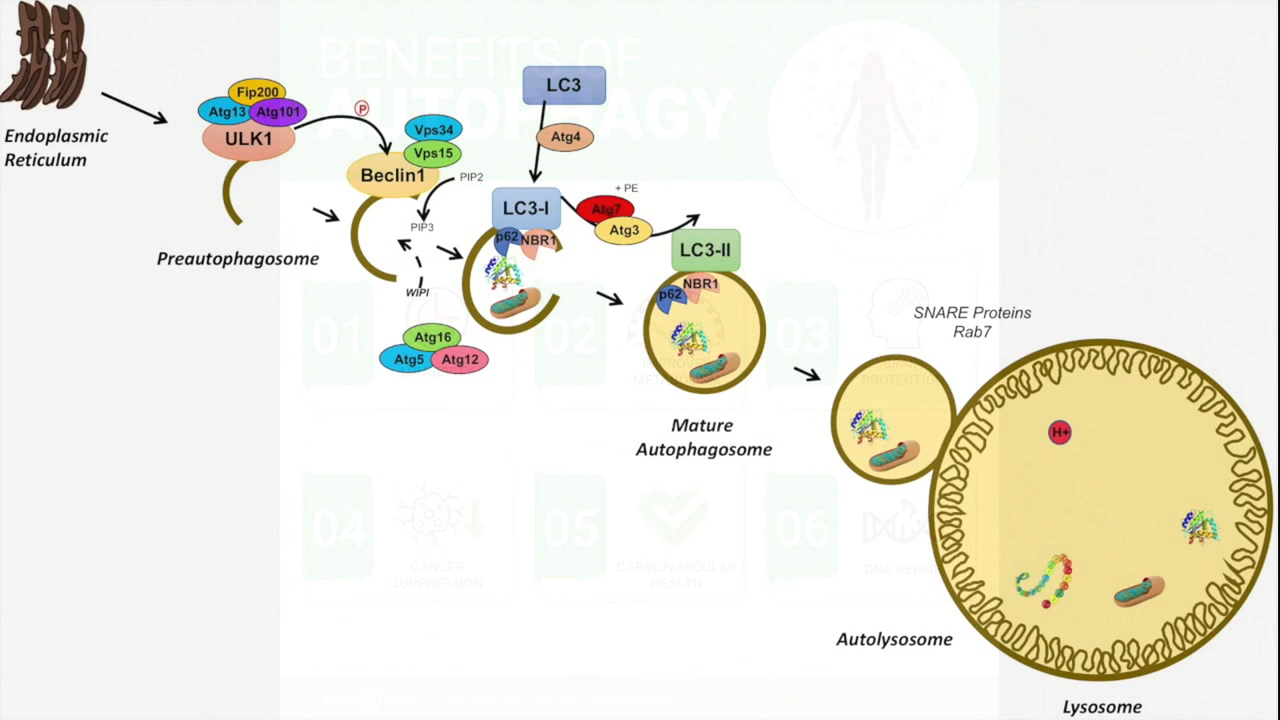 BENEFITS OF
AUTOPHAGY
Endoplasmic
Reticulum
Fip200
Atg13
Atg101
ULK1
P
Preautophagosome
Vps34
Vps15
Beclin1
PIP2
PIP3
WIPI
Atg16
Atg5
Atg12
LC3
Atg4
LC3-I
p62
NBR1
+ PE
Atg7
Atg3
LC3-II
NBR1
p62
Mature
Autophagosome
SNARE Proteins
Rab7
H+
Autolysosome
Lysosome
01
02
03
BRAIN
PROTECTION
04
CANCER
SUPPRESSION
05
CARDIOVASCULAR
HEALTH
06
DNA REPAIR